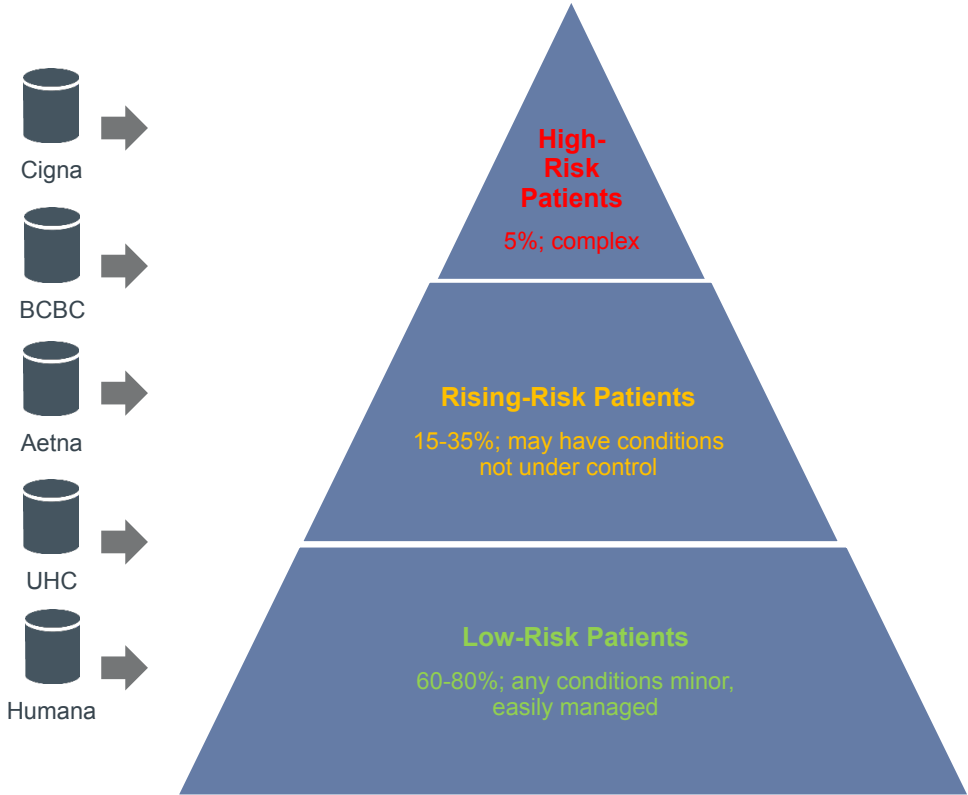 Cigna
BCBC
Aetna
UHC
Humana
High-
Risk
Patients
5%; complex
Rising-Risk Patients
15-35%; may have conditions
not under control
Low-Risk Patients
60-80%; any conditions minor,
easily managed